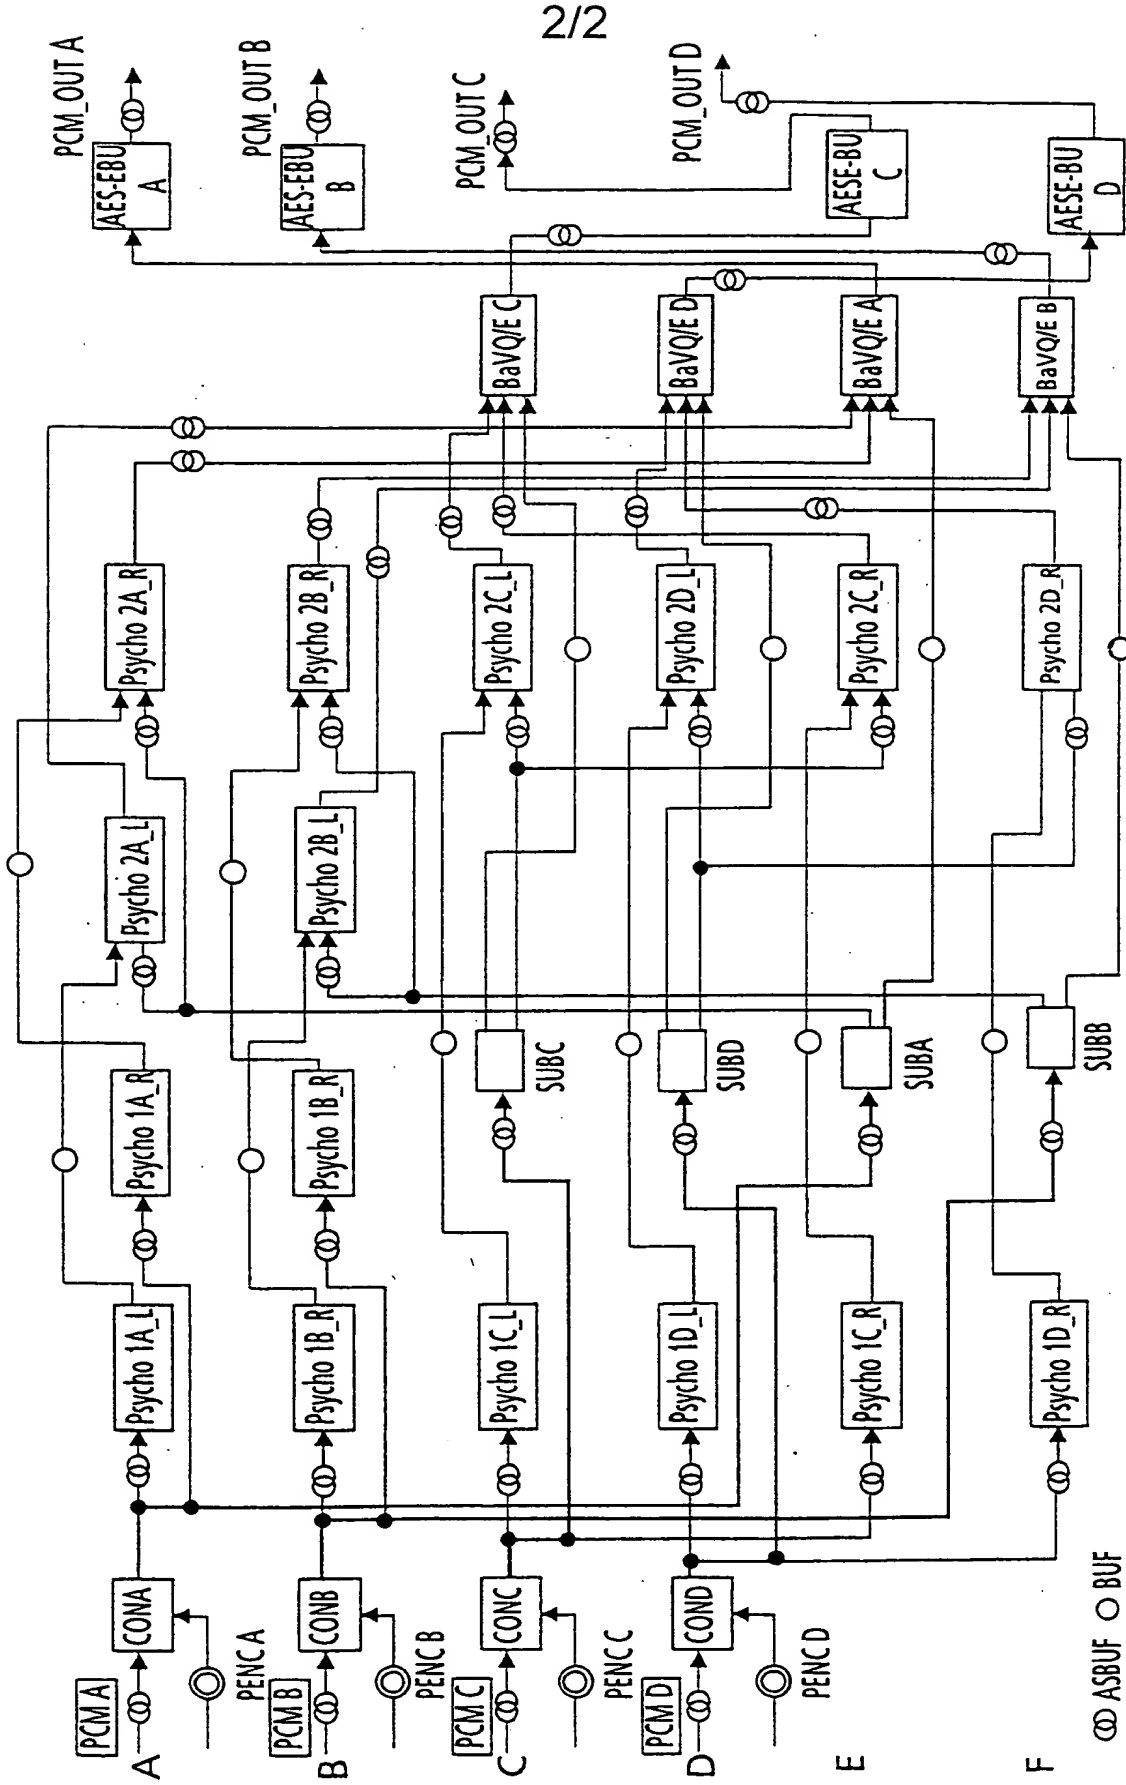 2/2
PCM_OUT A
PCM_OUT B
PCM_OUT C
PCM_OUT D
AES-EBU
A
AES-EBU
B
AESE-BU
C
AESE-BU
D
BaVQ/E C
BaVQ/E D
BaVQ/E A
BaVQ/E B
Psycho 2A_R
Psycho 2B_R
Psycho 2C_L
Psycho 2D_L
Psycho 2C_R
Psycho 2D_R
Psycho 2A_L
Psycho 2B_L
SUBC
SUBD
SUBA
SUBB
Psycho 1A_R
Psycho 1B_R
Psycho 1A_L
Psycho 1B_R
Psycho 1C_L
Psycho 1D_L
Psycho 1C_R
Psycho 1D_R
CONA
CONB
CONC
COND
PENC A
PENC B
PENC C
PENC D
PCM A
PCM B
PCM C
PCM D
A
B
C
D
E
F
ASBUF
BUF